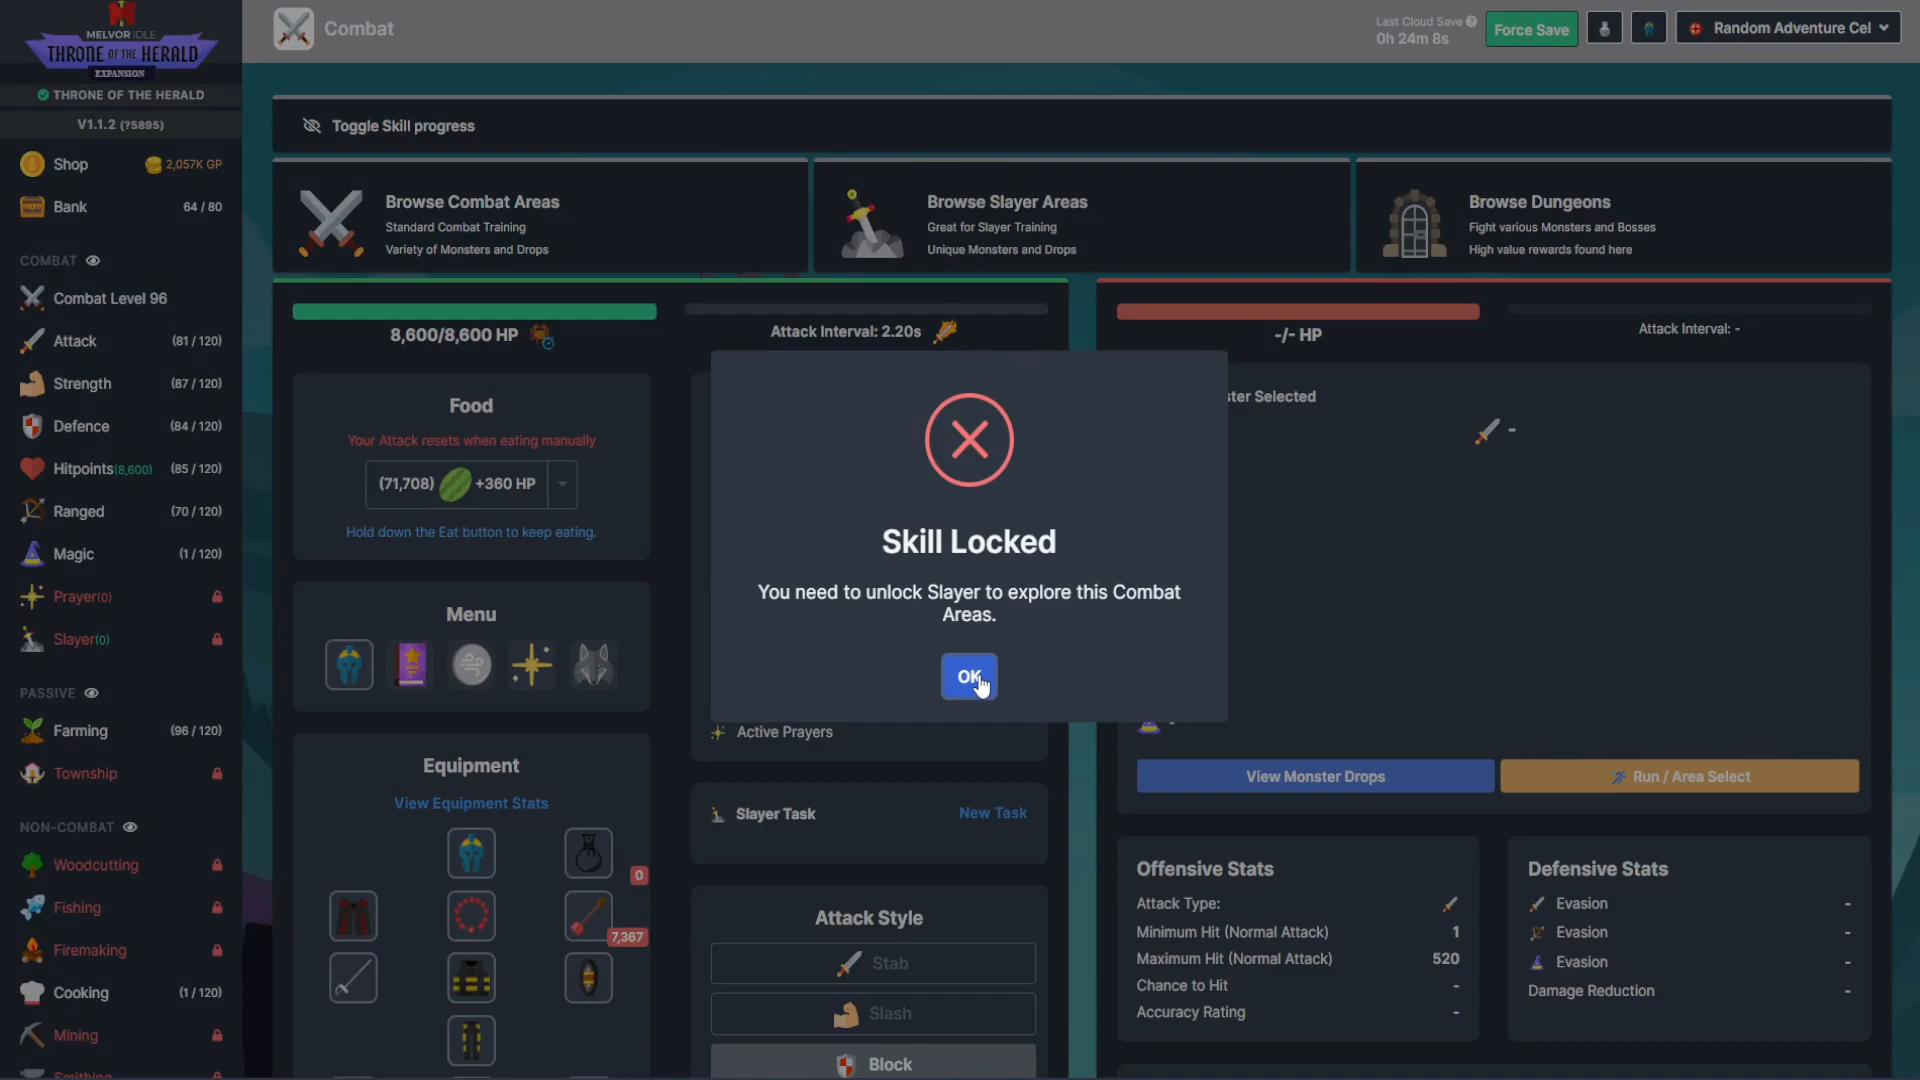 MELVOR IDLE
THRONE OF THE HERALD
EXPANSION
THRONE OF THE HERALD
V1.1.2 (?5895)
Shop 2,057K GP
Bank 64 / 80
COMBAT
Combat Level 96
Attack (81 / 120)
Strength (87 / 120)
Defence (84 / 120)
Hitpoints(8,600) (85 / 120)
Ranged (70 / 120)
Magic (1 / 120)
Prayer(0)
Slayer(0)
PASSIVE
Farming (96 / 120)
Township
NON-COMBAT
Woodcutting
Fishing
Firemaking
Cooking (1 / 120)
Mining
Smithing
Combat
Last Cloud Save
0h 24m 8s
Force Save
Random Adventure Cel
Toggle Skill progress
Browse Combat Areas
Standard Combat Training
Variety of Monsters and Drops
Browse Slayer Areas
Great for Slayer Training
Unique Monsters and Drops
Browse Dungeons
Fight various Monsters and Bosses
High value rewards found here
8,600/8,600 HP
Attack Interval: 2.20s
Food
Your Attack resets when eating manually
(71,708) +360 HP
Hold down the Eat button to keep eating.
Menu
Equipment
View Equipment Stats
0
7,367
Skill Locked
You need to unlock Slayer to explore this Combat
Areas.
OK
Active Prayers
Slayer Task New Task
Attack Style
Stab
Slash
Block
-/- HP
Attack Interval: -
ster Selected
-
-
View Monster Drops
Run / Area Select
Offensive Stats
Attack Type:
Minimum Hit (Normal Attack) 1
Maximum Hit (Normal Attack) 520
Chance to Hit -
Accuracy Rating -
Defensive Stats
Evasion -
Evasion -
Evasion -
Damage Reduction -